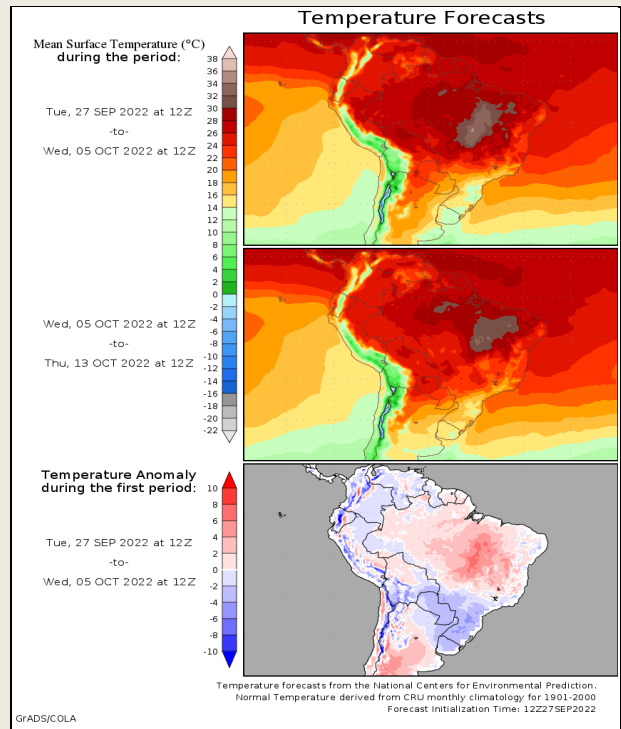 Temperature Forecasts
Mean Surface Temperature (°C)
during the period:
Tue, 27 SEP 2022 at 12Z
-to-
Wed, 05 OCT 2022 at 12Z
38
36
34
32
30
28
26
24
22
20
18
16
14
12
10
8
6
4
2
0
-2
-4
-6
-8
-10
-12
-14
-16
-18
-20
-22
Wed, 05 OCT 2022 at 12Z
-to-
Thu, 13 OCT 2022 at 12Z
Temperature Anomaly
during the first period:
Tue, 27 SEP 2022 at 12Z
-to-
Wed, 05 OCT 2022 at 12Z
10
8
6
4
2
0
-2
-4
-6
-8
-10
Temperature forecasts from the National Centers for Environmental Prediction.
Normal Temperature derived from CRU monthly climatology for 1901-2000
Forecast Initialization Time: 12Z27SEP2022
GrADS/COLA